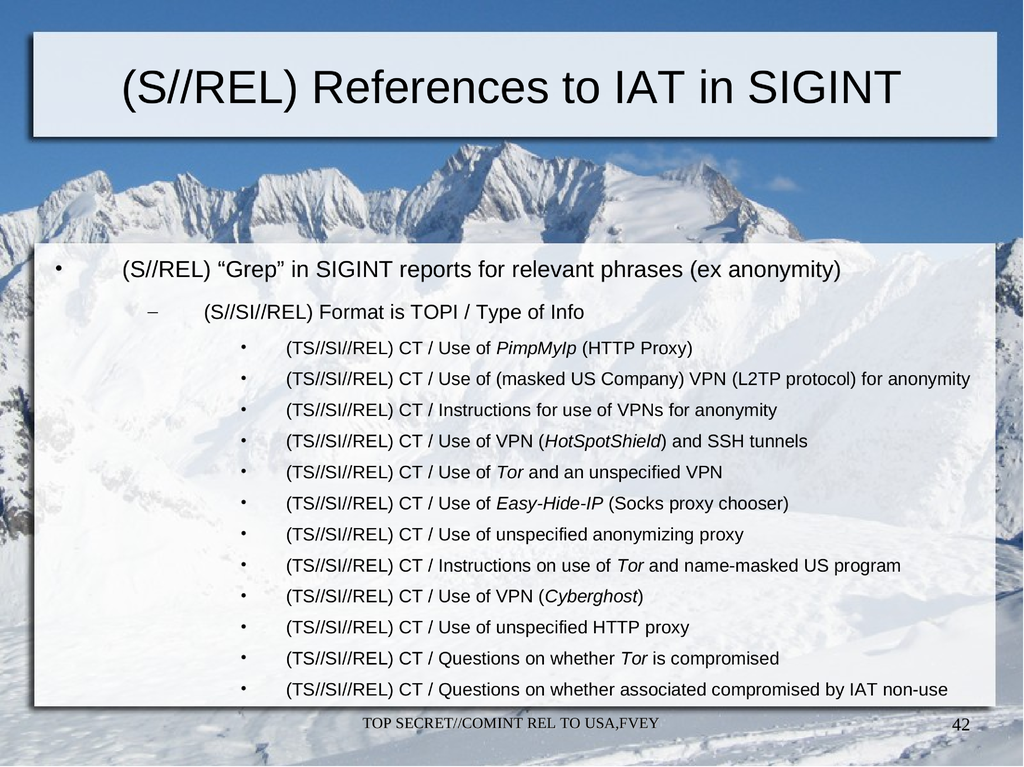 (S//REL) References to IAT in SIGINT
• (S//REL) “Grep” in SIGINT reports for relevant phrases (ex anonymity)
– (S//SI//REL) Format is TOPI / Type of Info
• (TS//SI//REL) CT / Use of PimpMyIp (HTTP Proxy)
• (TS//SI//REL) CT / Use of (masked US Company) VPN (L2TP protocol) for anonymity
• (TS//SI//REL) CT / Instructions for use of VPNs for anonymity
• (TS//SI//REL) CT / Use of VPN (HotSpotShield) and SSH tunnels
• (TS//SI//REL) CT / Use of Tor and an unspecified VPN
• (TS//SI//REL) CT / Use of Easy-Hide-IP (Socks proxy chooser)
• (TS//SI//REL) CT / Use of unspecified anonymizing proxy
• (TS//SI//REL) CT / Instructions on use of Tor and name-masked US program
• (TS//SI//REL) CT / Use of VPN (Cyberghost)
• (TS//SI//REL) CT / Use of unspecified HTTP proxy
• (TS//SI//REL) CT / Questions on whether Tor is compromised
• (TS//SI//REL) CT / Questions on whether associated compromised by IAT non-use
TOP SECRET//COMINT REL TO USA,FVEY
42